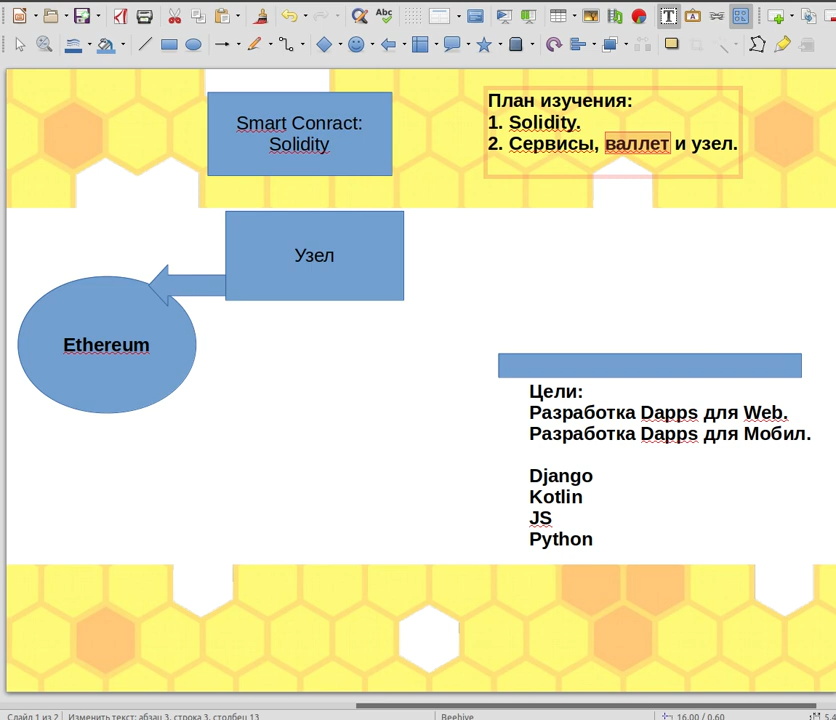 Abc
T
A
Smart Conract:
Solidity
План изучения:
1. Solidity.
2. Сервисы, валлет и узел.
Узел
Ethereum
Цели:
Разработка Dapps для Web.
Разработка Dapps для Мобил.
Django
Kotlin
JS
Python
Слайд 1 из 2
Изменить текст: абзац 3, строка 3, столбец 13
Beehive
16,00 / 0,60